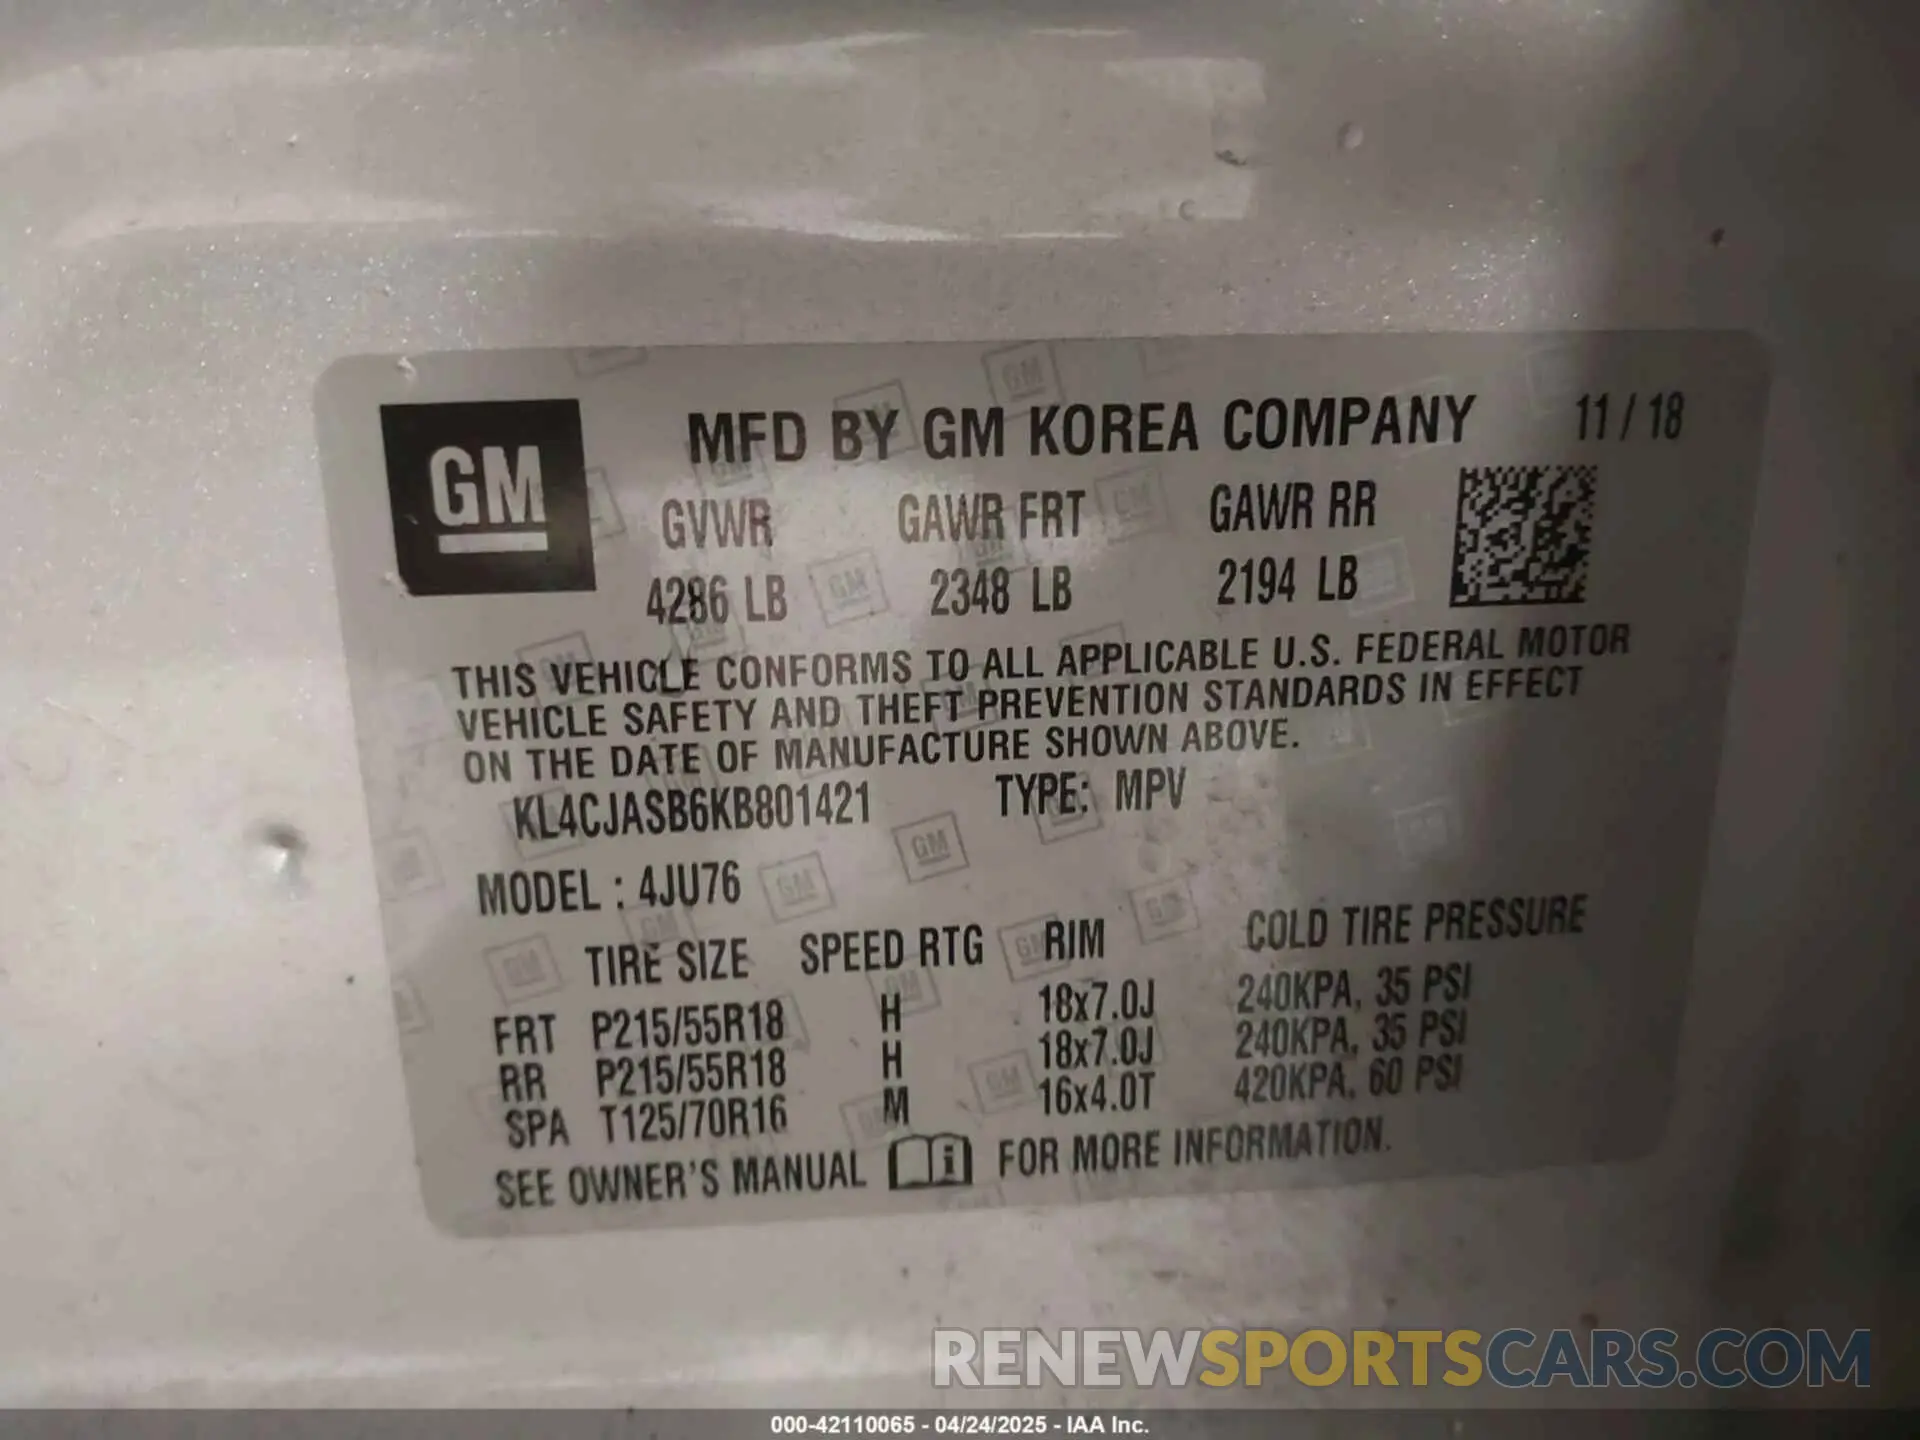 GM
MFD BY GM KOREA COMPANY 11 / 18
GVWR GAWR FRT GAWR RR
4286 LB 2348 LB 2194 LB
THIS VEHICLE CONFORMS TO ALL APPLICABLE U.S. FEDERAL MOTOR
VEHICLE SAFETY AND THEFT PREVENTION STANDARDS IN EFFECT
ON THE DATE OF MANUFACTURE SHOWN ABOVE.
KL4CJASB6KB801421 TYPE: MPV
MODEL : 4JU76
TIRE SIZE SPEED RTG RIM COLD TIRE PRESSURE
FRT P215/55R18 H 18x7.0J 240KPA, 35 PSI
RR P215/55R18 H 18x7.0J 240KPA, 35 PSI
SPA T125/70R16 M 16x4.0T 420KPA, 60 PSI
SEE OWNER'S MANUAL i FOR MORE INFORMATION.
RENEWSPORTSCARS.COM
000-42110065 - 04/24/2025 - IAA Inc.